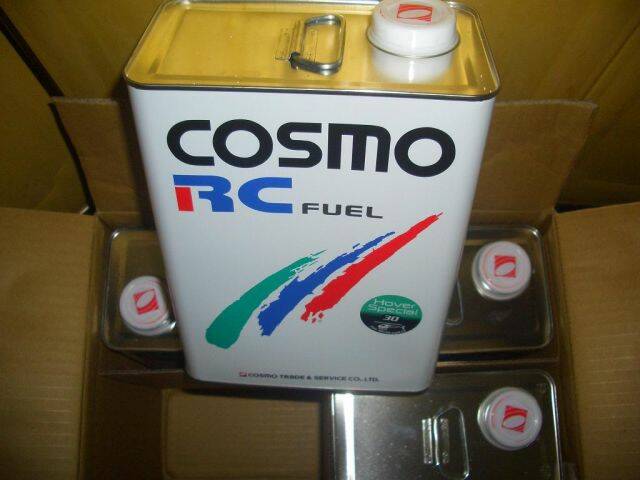 COSMO
RC FUEL
Hover
Special
30
COSMO TRADE & SERVICE CO., LTD.